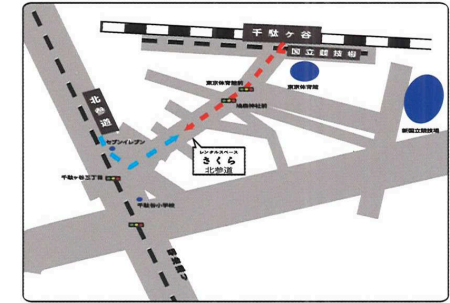 千駄ヶ谷
国立競技場
東京体育館前
東京体育館
鳩森神社前
新国立競技場
北参道
セブンイレブン
レンタルスペース
さくら
北参道
千駄ヶ谷三丁目
千駄谷小学校